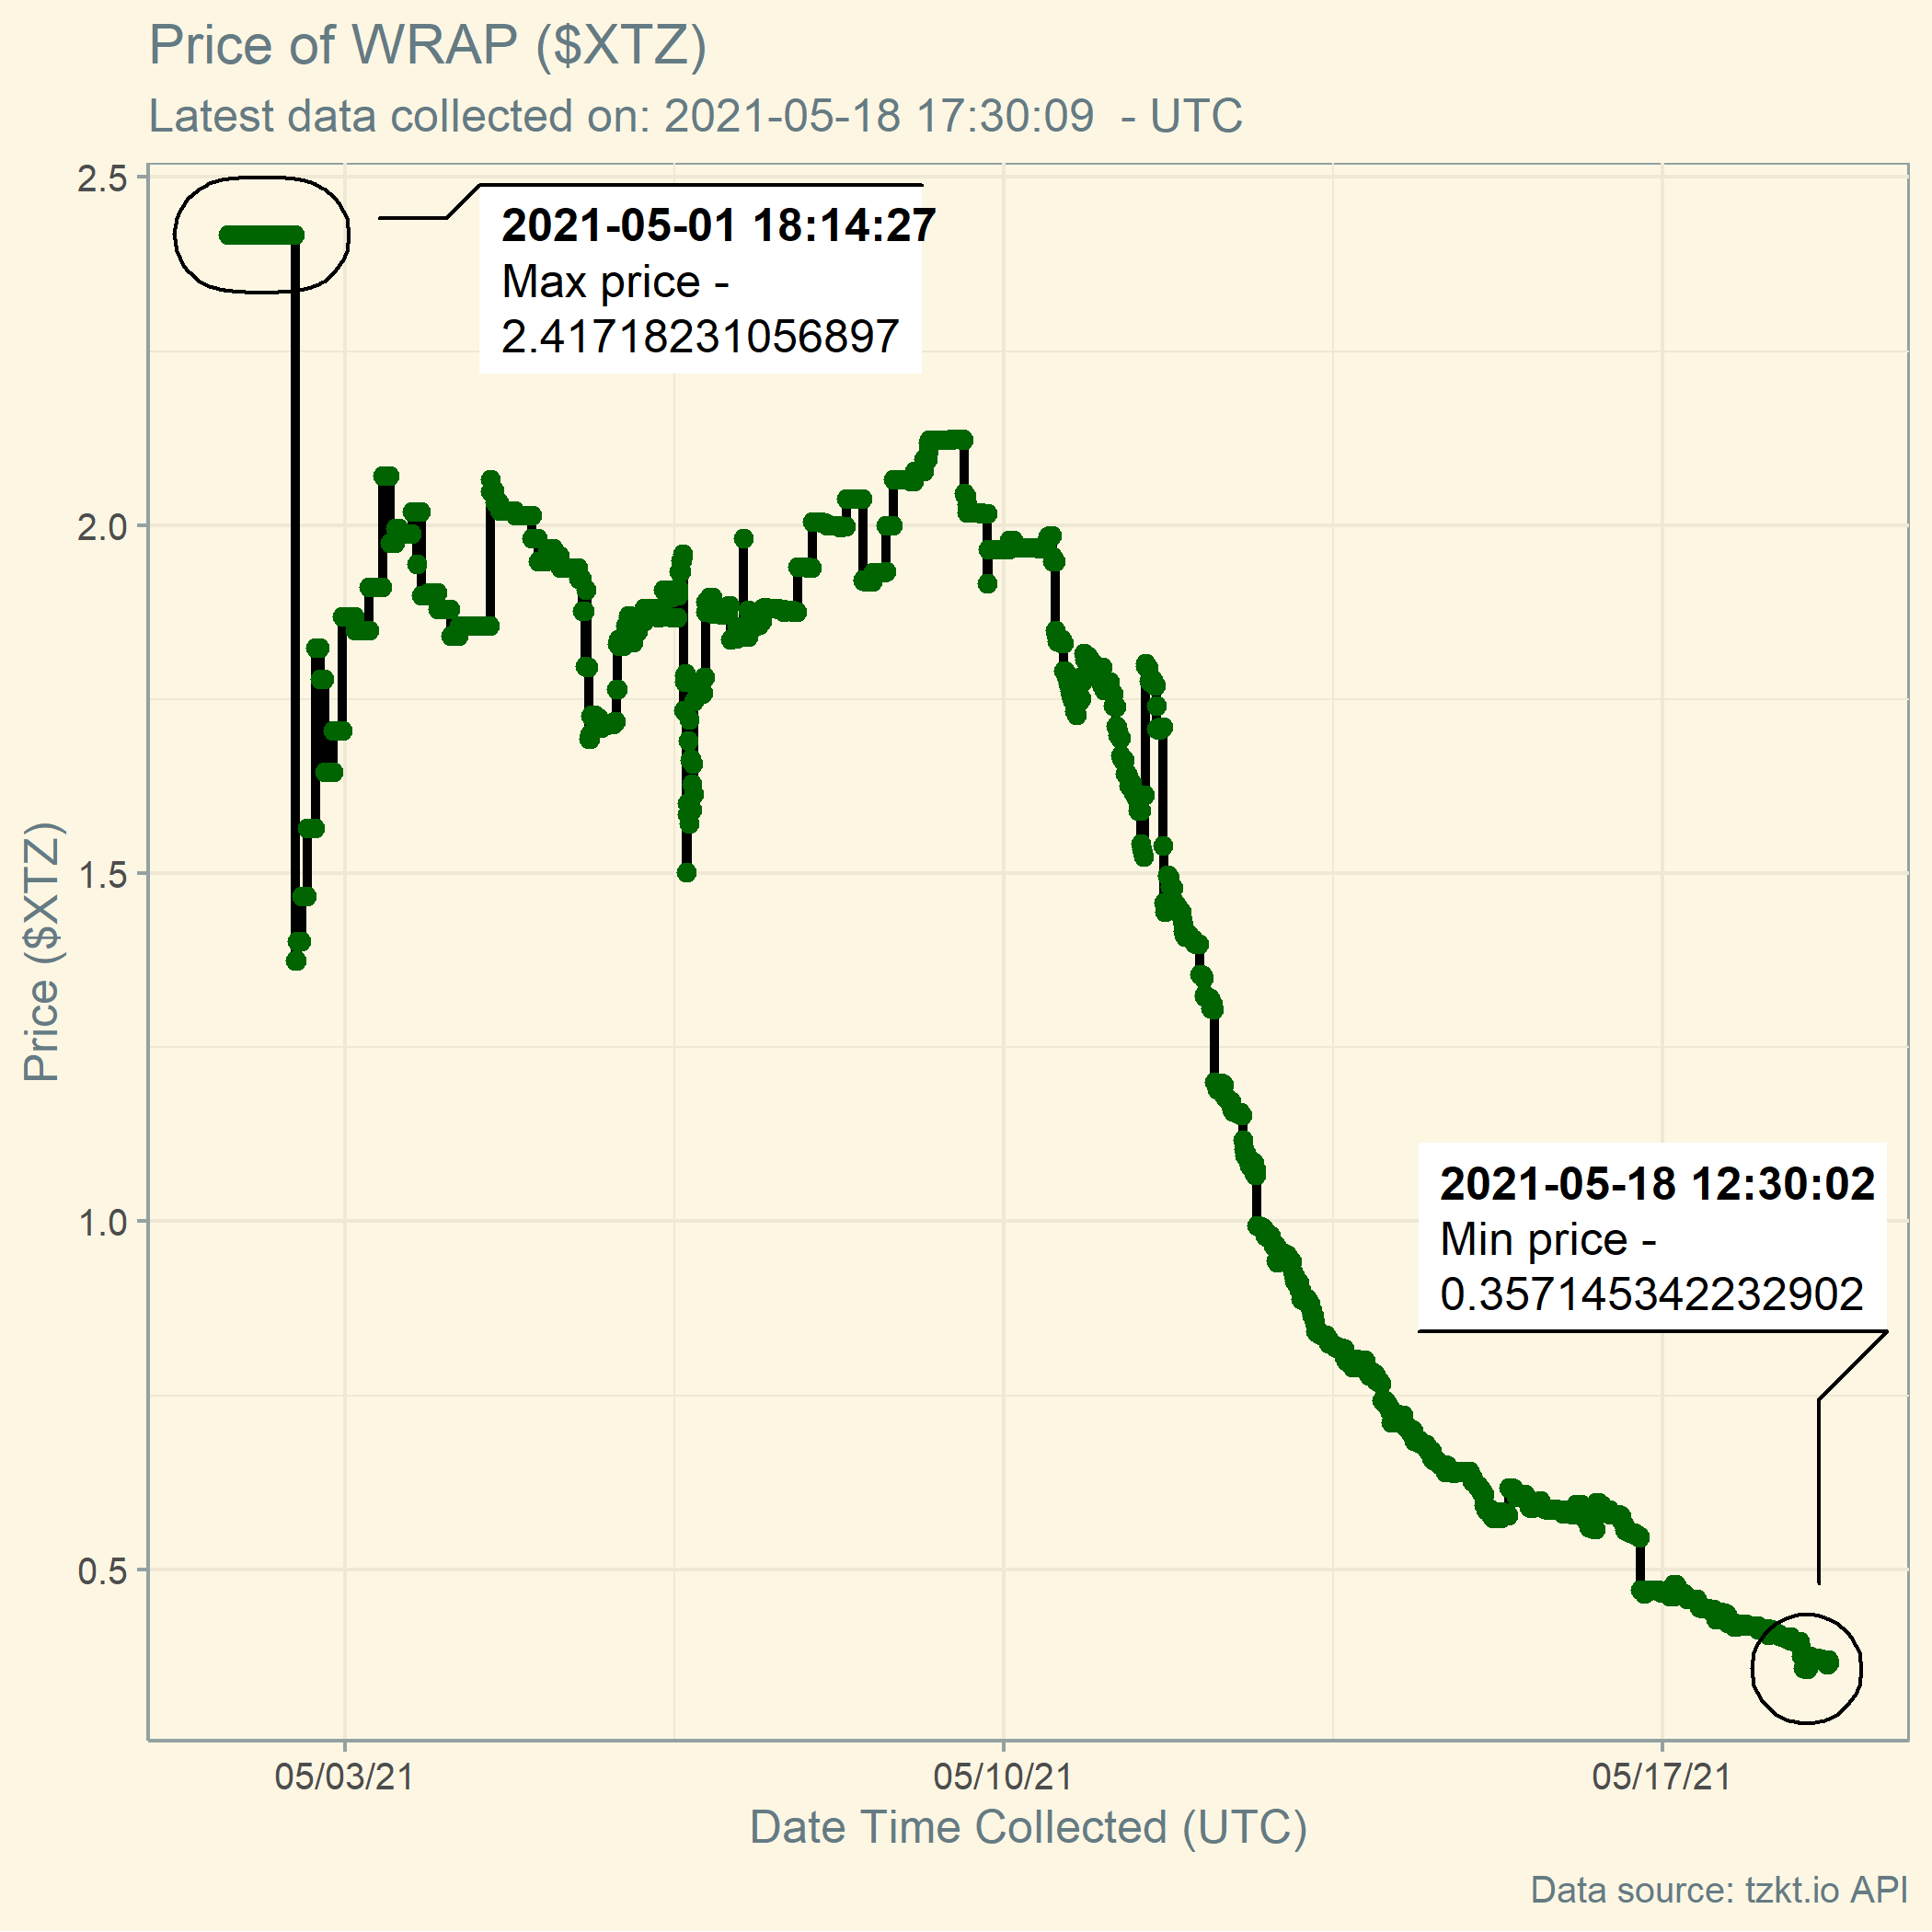 Price of WRAP ($XTZ)
Latest data collected on: 2021-05-18 17:30:09  - UTC
2.5
2021-05-01 18:14:27
Max price -
2.41718231056897
2.0
1.5
Price ($XTZ)
1.0
2021-05-18 12:30:02
Min price -
0.357145342232902
0.5
05/03/21
05/10/21
05/17/21
Date Time Collected (UTC)
Data source: tzkt.io API